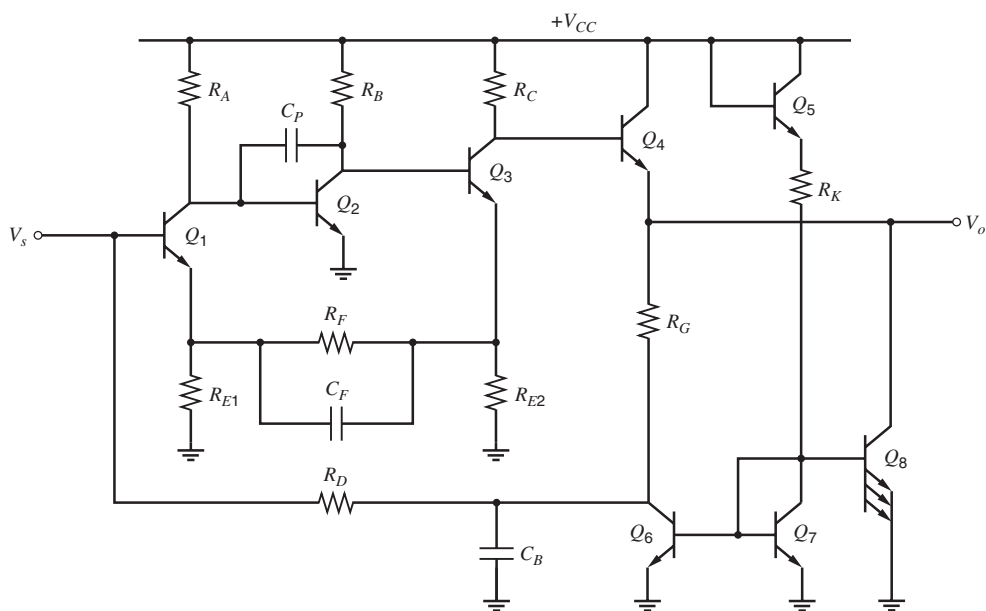 +V_CC
R_A
R_B
R_C
C_P
Q_5
Q_4
Q_3
R_K
Q_2
V_s
Q_1
V_o
R_F
R_G
R_E1
C_F
R_E2
Q_8
R_D
Q_6
Q_7
C_B